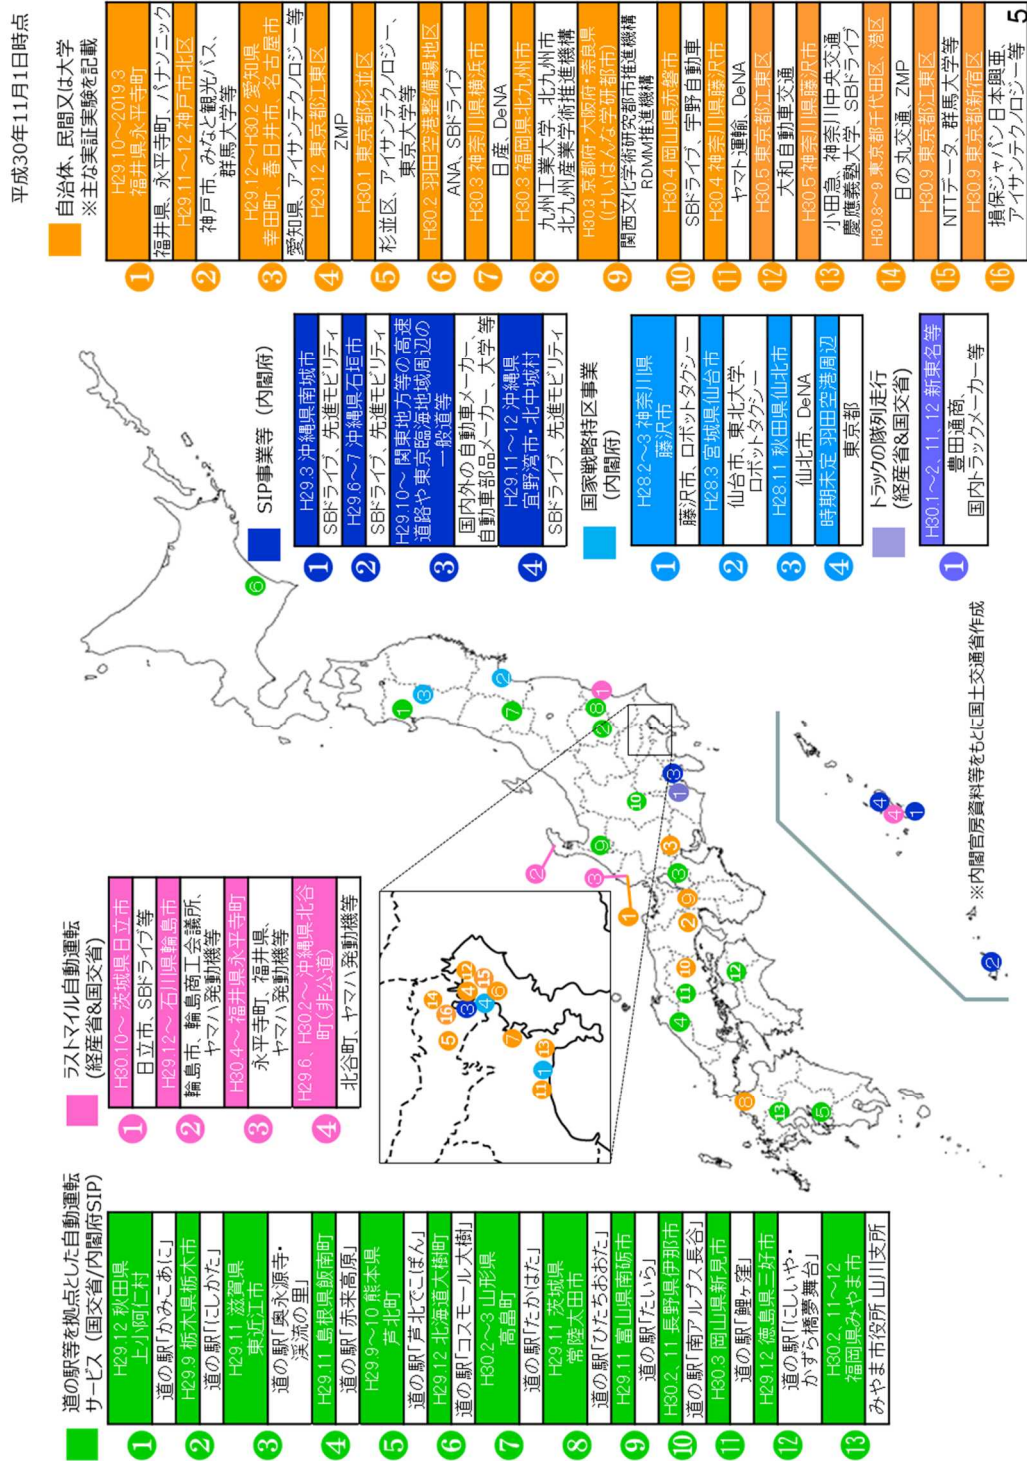 平成30年11月1日時点
道の駅等を拠点とした自動運転
サービス（国交省/内閣府SIP）
① H29.12 秋田県
上小阿仁村
道の駅「かみこあに」
② H29.9 栃木県栃木市
道の駅「にしかた」
③ H29.11 滋賀県
東近江市
道の駅「奥永源寺・
渓流の里」
④ H29.11 島根県飯南町
道の駅「赤来高原」
⑤ H29.9～10 熊本県
芦北町
道の駅「芦北でこぽん」
⑥ H29.12 北海道大樹町
道の駅「コスモール大樹」
⑦ H30.2～3 山形県
高畠町
道の駅「たかはた」
⑧ H29.11 茨城県
常陸太田市
道の駅「ひたちおおた」
⑨ H29.11 富山県南砺市
道の駅「たいら」
⑩ H30.2、11 長野県伊那市
道の駅「南アルプス長谷」
⑪ H30.3 岡山県新見市
道の駅「鯉ヶ窪」
⑫ H29.12 徳島県三好市
道の駅「にしいや・
かずら橋夢舞台」
⑬ H30.2、11～12
福岡県みやま市
みやま市役所 山川支所
ラストマイル自動運転
（経産省&国交省）
① H30.10～ 茨城県日立市
日立市、SBドライブ等
② H29.12～ 石川県輪島市
輪島市、輪島商工会議所、
ヤマハ発動機等
③ H30.4～ 福井県永平寺町
永平寺町、福井県、
ヤマハ発動機等
④ H29.6、H30.2～ 沖縄県北谷
町（非公道）
北谷町、ヤマハ発動機等
SIP事業等（内閣府）
① H29.3 沖縄県南城市
SBドライブ、先進モビリティ
② H29.6～7 沖縄県石垣市
SBドライブ、先進モビリティ
③ H29.10～ 関東地方等の高速
道路や東京臨海地域周辺の
一般道等
国内外の自動車メーカー、
自動車部品メーカー、大学等
④ H29.11～12 沖縄県
宜野湾市・北中城村
SBドライブ、先進モビリティ
国家戦略特区事業
（内閣府）
① H28.2～3 神奈川県
藤沢市
藤沢市、ロボットタクシー
② H28.3 宮城県仙台市
仙台市、東北大学、
ロボットタクシー
③ H28.11 秋田県仙北市
仙北市、DeNA
④ 時期未定 羽田空港周辺
東京都
トラックの隊列走行
（経産省&国交省）
① H30.1～2、11、12 新東名等
豊田通商、
国内トラックメーカー等
自治体、民間又は大学
※主な実証実験を記載
① H29.10～2019.3
福井県永平寺町
福井県、永平寺町、パナソニック
② H29.11～12 神戸市北区
神戸市、みなと観光バス、
群馬大学等
③ H29.12～H30.2 愛知県
幸田町、春日井市、名古屋市
愛知県、アイサンテクノロジー等
④ H29.12 東京都江東区
ZMP
⑤ H30.1 東京都杉並区
杉並区、アイサンテクノロジー、
東京大学等
⑥ H30.2 羽田空港整備場地区
ANA、SBドライブ
⑦ H30.3 神奈川県横浜市
日産、DeNA
⑧ H30.3 福岡県北九州市
九州工業大学、北九州市
北九州産業学術推進機構
⑨ H30.3 京都府・大阪府・奈良県
（けいはんな学研都市）
関西文化学術研究都市推進機構
RDMM推進機構
⑩ H30.4 岡山県赤磐市
SBドライブ、宇野自動車
⑪ H30.4 神奈川県藤沢市
ヤマト運輸、DeNA
⑫ H30.5 東京都江東区
大和自動車交通
⑬ H30.5 神奈川県藤沢市
小田急、神奈川中央交通
慶應義塾大学、SBドライブ
⑭ H30.8～9 東京都千代田区、港区
日の丸交通、ZMP
⑮ H30.9 東京都江東区
NTTデータ、群馬大学等
⑯ H30.9 東京都新宿区
損保ジャパン日本興亜、
アイサンテクノロジー等
※内閣官房資料等をもとに国土交通省作成
5